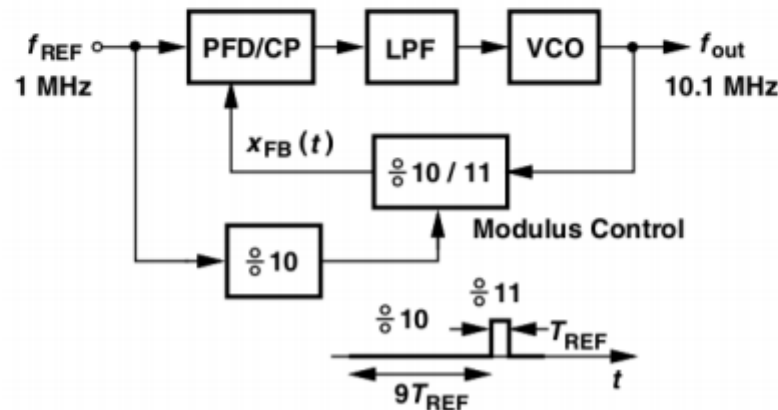 f_REF
PFD/CP
LPF
VCO
f_out
1 MHz
10.1 MHz
x_FB (t)
÷ 10 / 11
Modulus Control
÷ 10
÷ 11
÷ 10
T_REF
t
9T_REF